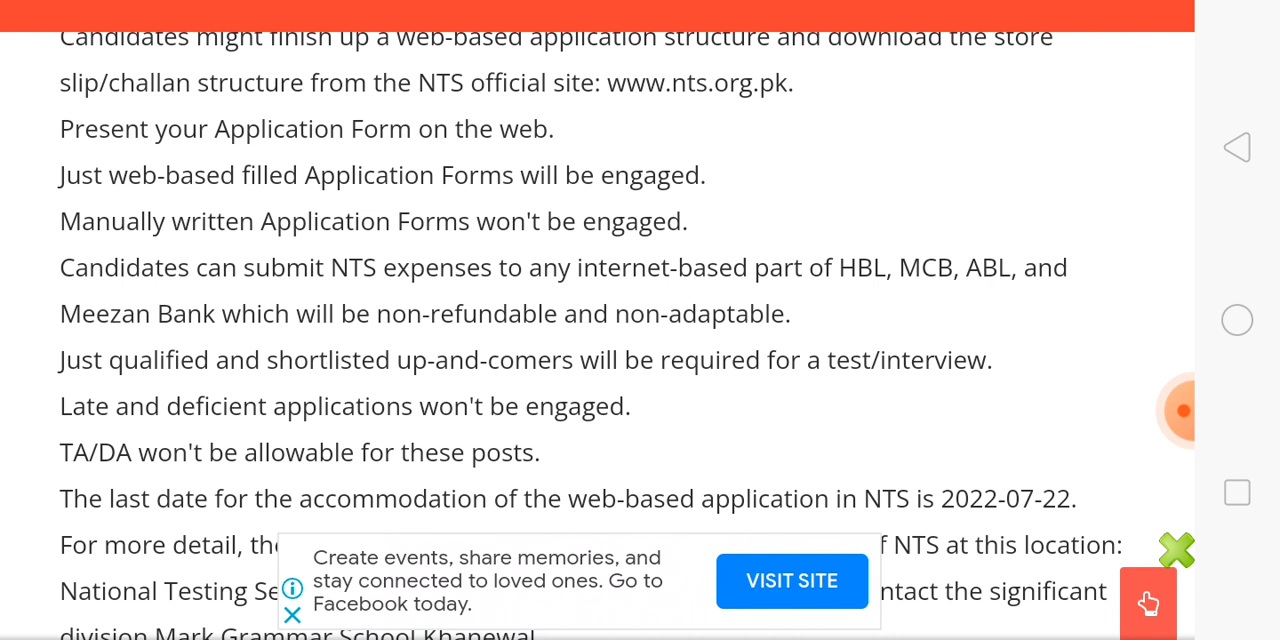 Candidates might finish up a web-based application structure and download the store
slip/challan structure from the NTS official site: www.nts.org.pk.
Present your Application Form on the web.
Just web-based filled Application Forms will be engaged.
Manually written Application Forms won't be engaged.
Candidates can submit NTS expenses to any internet-based part of HBL, MCB, ABL, and
Meezan Bank which will be non-refundable and non-adaptable.
Just qualified and shortlisted up-and-comers will be required for a test/interview.
Late and deficient applications won't be engaged.
TA/DA won't be allowable for these posts.
The last date for the accommodation of the web-based application in NTS is 2022-07-22.
For more detail, NTS at this location:
National Testing the significant
division Mark Grammar School Khanewal
Create events, share memories, and
stay connected to loved ones. Go to
Facebook today.
VISIT SITE